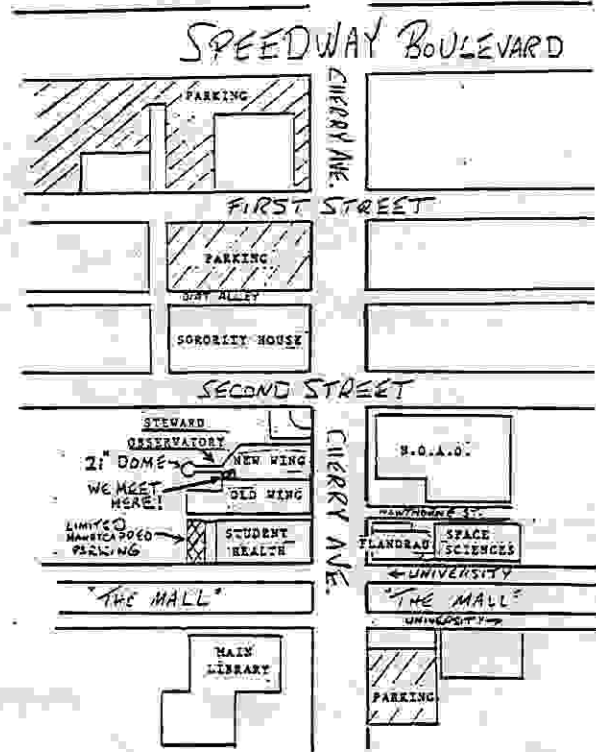 SPEEDWAY BOULEVARD
PARKING
CHERRY AVE.
FIRST STREET
PARKING
DIRT ALLEY
SORORITY HOUSE
SECOND STREET
STEWARD
OBSERVATORY
21" DOME
NEW WING
WE MEET
HERE!
OLD WING
CHERRY AVE.
N.O.A.O.
HAWTHORNE ST.
LIMITED
HANDICAPPED
PARKING
STUDENT
HEALTH
FLANDRAU
SPACE
SCIENCES
←UNIVERSITY
"THE MALL"
"THE MALL"
UNIVERSITY→
MAIN
LIBRARY
PARKING